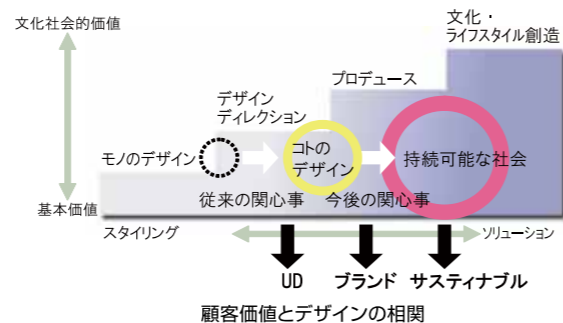 文化社会的価値
文化・
ライフスタイル創造
プロデュース
デザイン
ディレクション
モノのデザイン
コトの
デザイン
持続可能な社会
従来の関心事
今後の関心事
基本価値
スタイリング
ソリューション
UD
ブランド
サスティナブル
顧客価値とデザインの相関